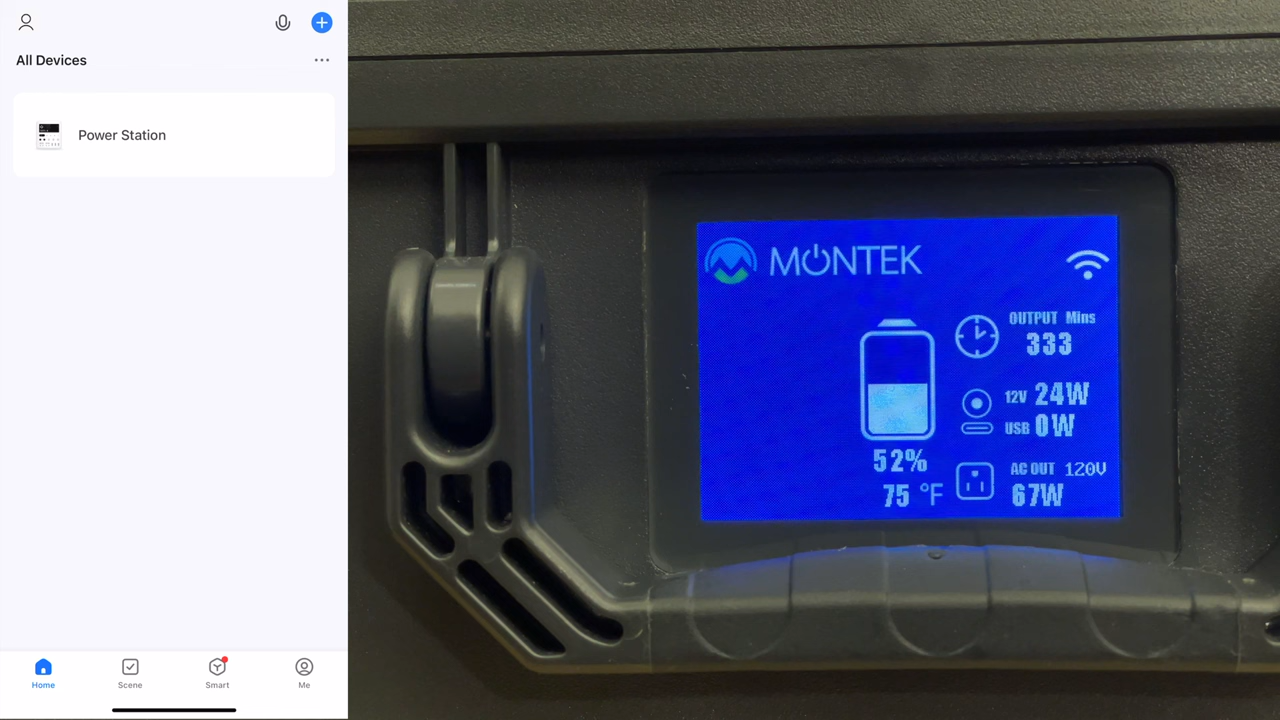 All Devices
Power Station
Home
Scene
Smart
Me
MONTEK
OUTPUT Mins
333
12V 24W
USB 0W
52%
75 °F
AC OUT 120V
67W